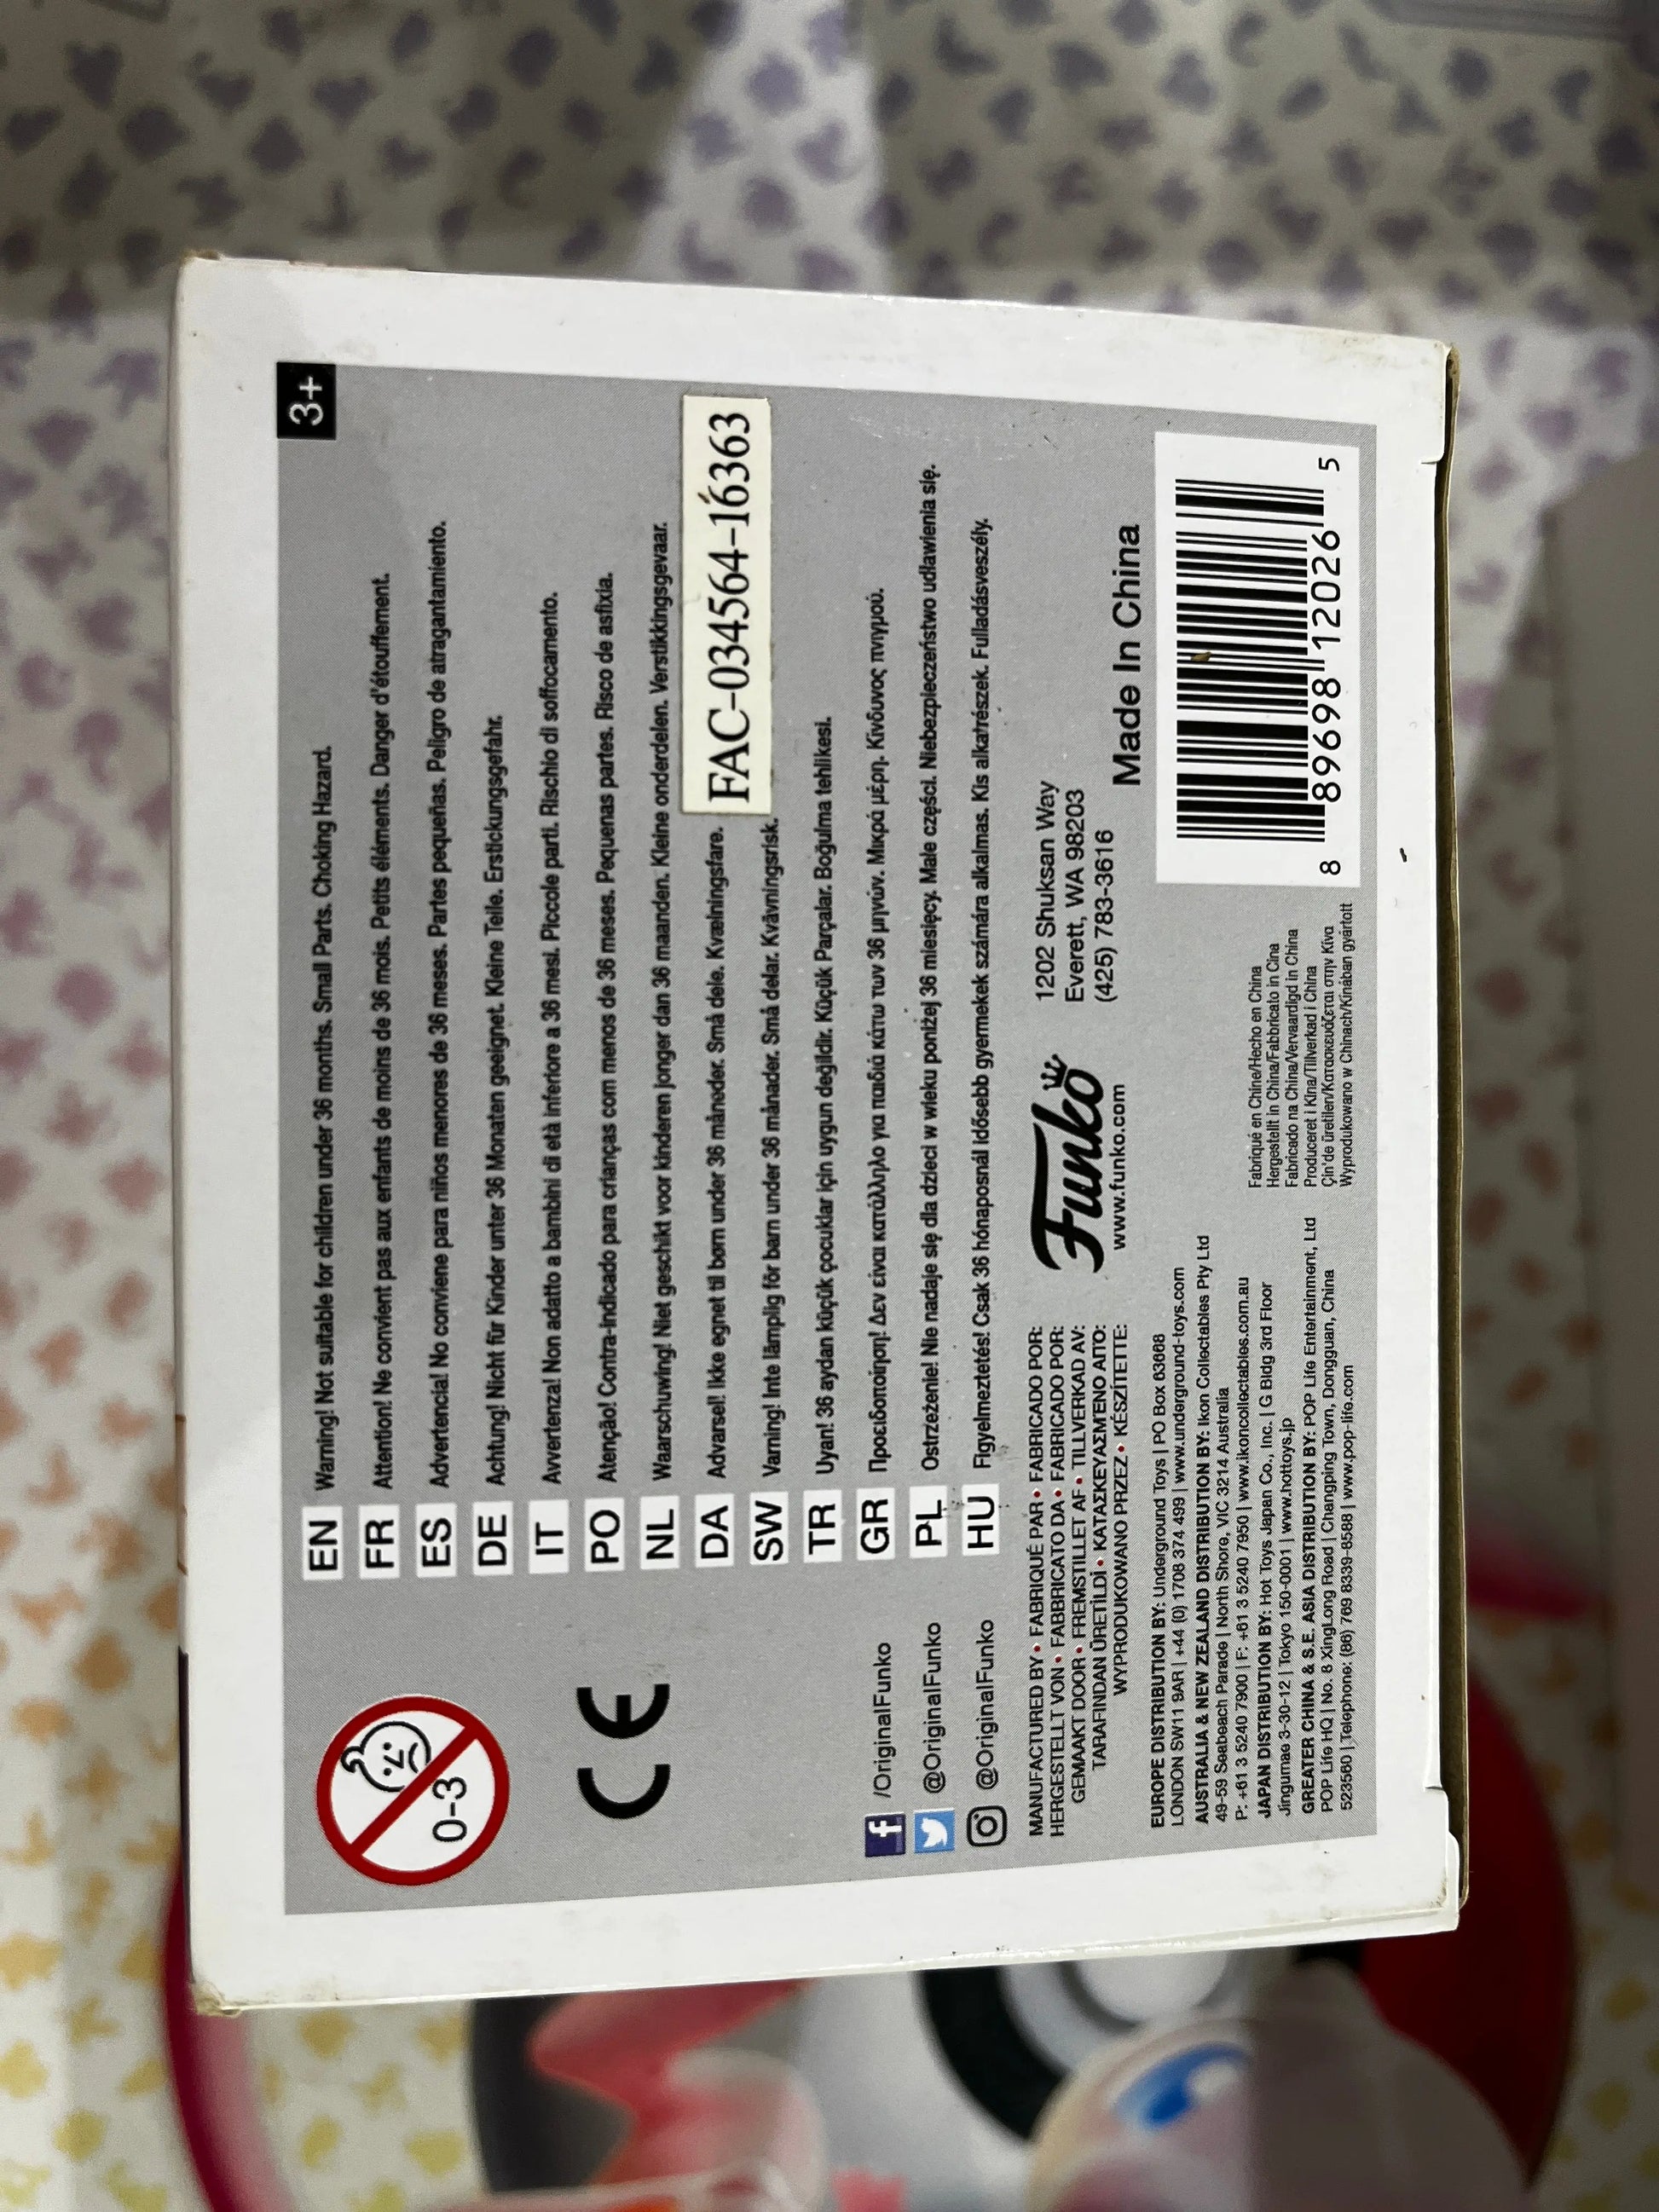 3+
0-3
EN Warning! Not suitable for children under 36 months. Small Parts. Choking Hazard.
FR Attention! Ne convient pas aux enfants de moins de 36 mois. Petits éléments. Danger d'étouffement.
ES Advertencia! No conviene para niños menores de 36 meses. Partes pequeñas. Peligro de atragantamiento.
DE Achtung! Nicht für Kinder unter 36 Monaten geeignet. Kleine Teile. Erstickungsgefahr.
IT Avvertenza! Non adatto a bambini di età inferiore a 36 mesi. Piccole parti. Rischio di soffocamento.
PO Atenção! Contra-indicado para crianças com menos de 36 meses. Pequenas partes. Risco de asfixia.
NL Waarschuwing! Niet geschikt voor kinderen jonger dan 36 maanden. Kleine onderdelen. Verstikkingsgevaar.
DA Advarsel! Ikke egnet til børn under 36 måneder. Små dele. Kvælningsfare.
FAC-034564-16363
SW Varning! Inte lämplig för barn under 36 månader. Små delar. Kvävningsrisk.
TR Uyarı! 36 aydan küçük çocuklar için uygun değildir. Küçük Parçalar. Boğulma tehlikesi.
GR Προειδοποίηση! Δεν είναι κατάλληλο για παιδιά κάτω των 36 μηνών. Μικρά μέρη. Κίνδυνος πνιγμού.
PL Ostrzeżenie! Nie nadaje się dla dzieci w wieku poniżej 36 miesięcy. Małe części. Niebezpieczeństwo udławienia się.
HU Figyelmeztetés! Csak 36 hónaposnál idősebb gyermekek számára alkalmas. Kis alkatrészek. Fulladásveszély.
CE
/OriginalFunko
@OriginalFunko
@OriginalFunko
MANUFACTURED BY • FABRIQUÉ PAR • FABRICADO POR:
HERGESTELLT VON • FABBRICATO DA • FABRICADO POR:
GEMAAKT DOOR • FREMSTILLET AF • TILLVERKAD AV:
TARAFINDAN ÜRETİLDİ • ΚΑΤΑΣΚΕΥΑΣΜΕΝΟ ΑΠΟ:
WYPRODUKOWANO PRZEZ • KÉSZÍTETTE:
Funko
www.funko.com
1202 Shuksan Way
Everett, WA 98203
(425) 783-3616
Made In China
EUROPE DISTRIBUTION BY: Underground Toys | PO Box 63668
LONDON SW11 9AR | +44 (0) 1708 374 499 | www.underground-toys.com
AUSTRALIA & NEW ZEALAND DISTRIBUTION BY: Ikon Collectables Pty Ltd
49-59 Seabeach Parade | North Shore, VIC 3214 Australia
P: +61 3 5240 7900 | F: +61 3 5240 7950 | www.ikoncollectables.com.au
JAPAN DISTRIBUTION BY: Hot Toys Japan Co., Inc. | G Bldg 3rd Floor
Jingumae 3-30-12 | Tokyo 150-0001 | www.hottoys.jp
GREATER CHINA & S.E. ASIA DISTRIBUTION BY: POP Life Entertainment, Ltd
POP Life HQ | No. 8 XingLong Road | Changping Town, Dongguan, China
523560 | Telephone: (86) 769 8339-8588 | www.pop-life.com
Fabriqué en Chine/Hecho en China
Hergestellt in China/Fabbricato in Cina
Fabricado na China/Vervaardigd in China
Produceret i Kina/Tillverkad i China
Çin'de üretilen/Κατασκευάζεται στην Κίνα
Wyprodukowano w Chinach/Kínában gyártott
8 89698 12026 5